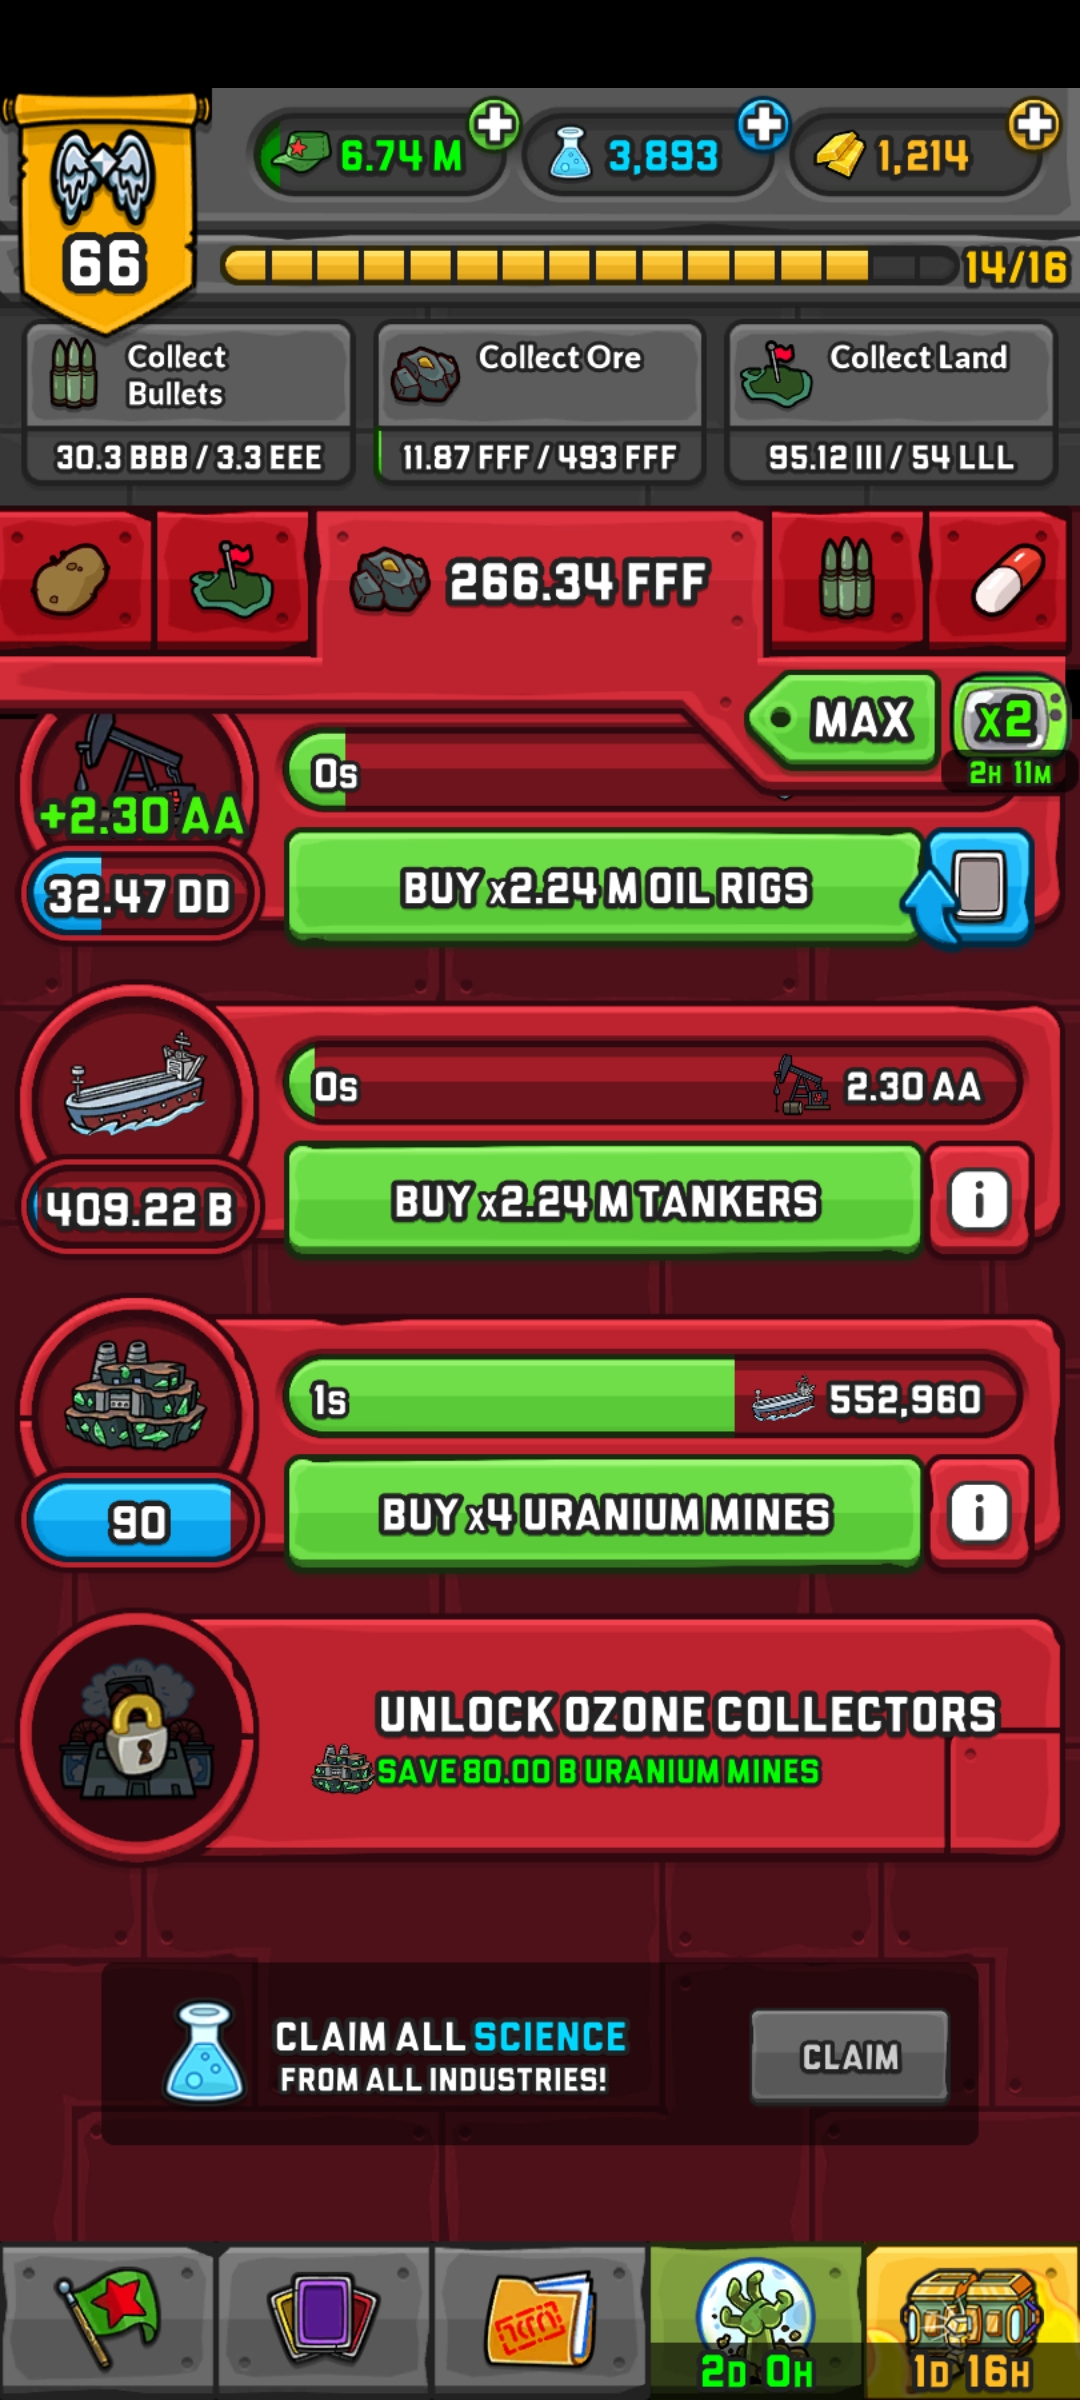 6.74 M
3,893
1,214
66
14/16
Collect
Bullets
30.3 BBB / 3.3 EEE
Collect Ore
11.87 FFF / 493 FFF
Collect Land
95.12 III / 54 LLL
266.34 FFF
MAX
x2
2H 11M
0s
+2.30 AA
32.47 DD
BUY x2.24 M OIL RIGS
0s
2.30 AA
409.22 B
BUY x2.24 M TANKERS
i
1s
552,960
90
BUY x4 URANIUM MINES
i
UNLOCK OZONE COLLECTORS
SAVE 80.00 B URANIUM MINES
CLAIM ALL SCIENCE
FROM ALL INDUSTRIES!
CLAIM
2D 0H
1D 16H